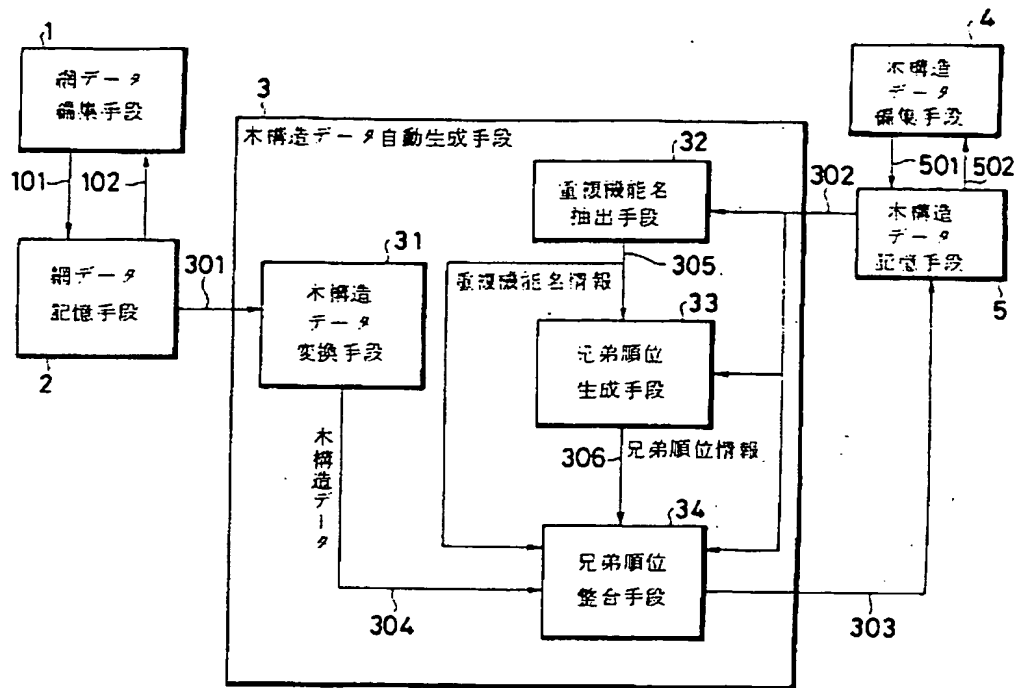 1
網データ
編集手段
101
102
網データ
記憶手段
2
301
3
木構造データ自動生成手段
31
木構造
データ
変換手段
木構造データ
304
32
重複機能名
抽出手段
305
重複機能名情報
33
兄弟順位
生成手段
306
兄弟順位情報
34
兄弟順位
整合手段
303
302
4
木構造
データ
編集手段
501
502
木構造
データ
記憶手段
5